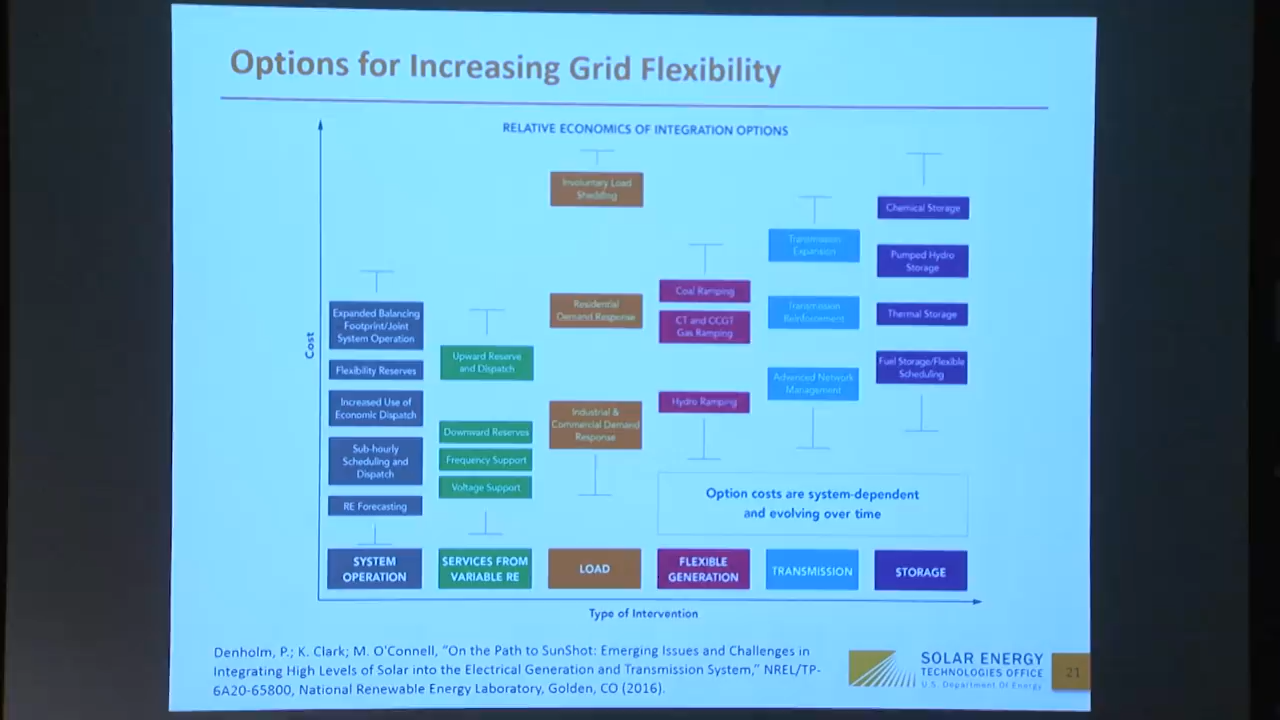 Options for Increasing Grid Flexibility
RELATIVE ECONOMICS OF INTEGRATION OPTIONS
Cost
Expanded Balancing
Footprint/Joint
System Operation
Flexibility Reserves
Increased Use of
Economic Dispatch
Sub-hourly
Scheduling and
Dispatch
RE Forecasting
SYSTEM
OPERATION
Upward Reserve
and Dispatch
Downward Reserves
Frequency Support
Voltage Support
SERVICES FROM
VARIABLE RE
Involuntary Load
Shedding
Residential
Demand Response
Industrial &
Commercial Demand
Response
LOAD
Coal Ramping
CT and CCGT
Gas Ramping
Hydro Ramping
FLEXIBLE
GENERATION
Transmission
Expansion
Transmission
Reinforcement
Advanced Network
Management
TRANSMISSION
Chemical Storage
Pumped Hydro
Storage
Thermal Storage
Fuel Storage/Flexible
Scheduling
STORAGE
Option costs are system-dependent
and evolving over time
Type of Intervention
Denholm, P.; K. Clark; M. O'Connell, "On the Path to SunShot: Emerging Issues and Challenges in
Integrating High Levels of Solar into the Electrical Generation and Transmission System," NREL/TP-
6A20-65800, National Renewable Energy Laboratory, Golden, CO (2016).
SOLAR ENERGY
TECHNOLOGIES OFFICE
U.S. Department Of Energy
21